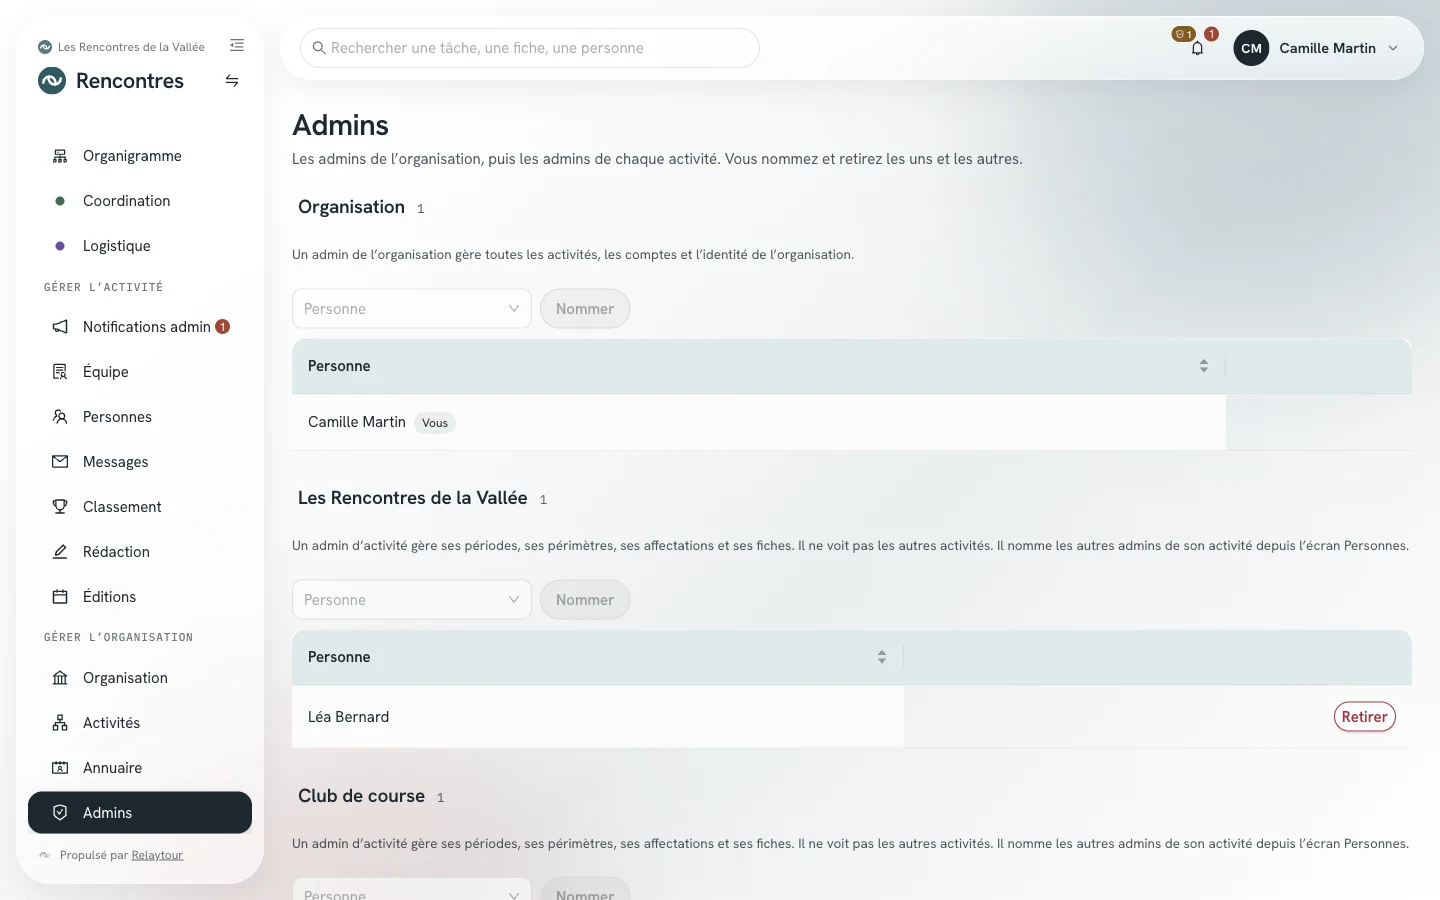 Les Rencontres de la Vallée
Rencontres
Organigramme
Coordination
Logistique
GÉRER L’ACTIVITÉ
Notifications admin 1
Équipe
Personnes
Messages
Classement
Rédaction
Éditions
GÉRER L’ORGANISATION
Organisation
Activités
Annuaire
Admins
Propulsé par Relaytour
Rechercher une tâche, une fiche, une personne
1
1
CM
Camille Martin
Admins
Les admins de l’organisation, puis les admins de chaque activité. Vous nommez et retirez les uns et les autres.
Organisation 1
Un admin de l’organisation gère toutes les activités, les comptes et l’identité de l’organisation.
Personne
Nommer
Personne
Camille Martin Vous
Les Rencontres de la Vallée 1
Un admin d’activité gère ses périodes, ses périmètres, ses affectations et ses fiches. Il ne voit pas les autres activités. Il nomme les autres admins de son activité depuis l’écran Personnes.
Personne
Nommer
Personne
Léa Bernard
Retirer
Club de course 1
Un admin d’activité gère ses périodes, ses périmètres, ses affectations et ses fiches. Il ne voit pas les autres activités. Il nomme les autres admins de son activité depuis l’écran Personnes.
Personne
Nommer